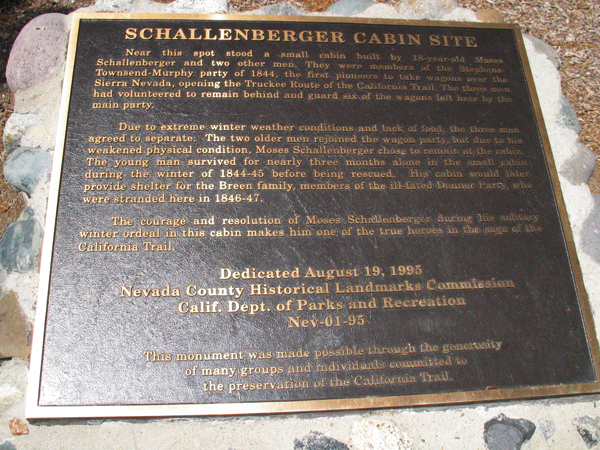 SCHALLENBERGER CABIN SITE
Near this spot stood a small cabin built by 18-year-old Moses
Schallenberger and two other men. They were members of the Stephens-
Townsend-Murphy party of 1844, the first pioneers to take wagons over the
Sierra Nevada, opening the Truckee Route of the California Trail. The three men
had volunteered to remain behind and guard six of the wagons left here by the
main party.
Due to extreme winter weather conditions and lack of food, the three men
agreed to separate. The two older men rejoined the wagon party, but due to his
weakened physical condition, Moses Schallenberger chose to remain at the cabin.
The young man survived for nearly three months alone in the small cabin
during the winter of 1844-45 before being rescued. His cabin would later
provide shelter for the Breen family, members of the ill-fated Donner Party, who
were stranded here in 1846-47.
The courage and resolution of Moses Schallenberger during his solitary
winter ordeal in this cabin makes him one of the true heroes in the saga of the
California Trail.
Dedicated August 19, 1995
Nevada County Historical Landmarks Commission
Calif. Dept. of Parks and Recreation
Nev-01-95
This monument was made possible through the generosity
of many groups and individuals committed to
the preservation of the California Trail.